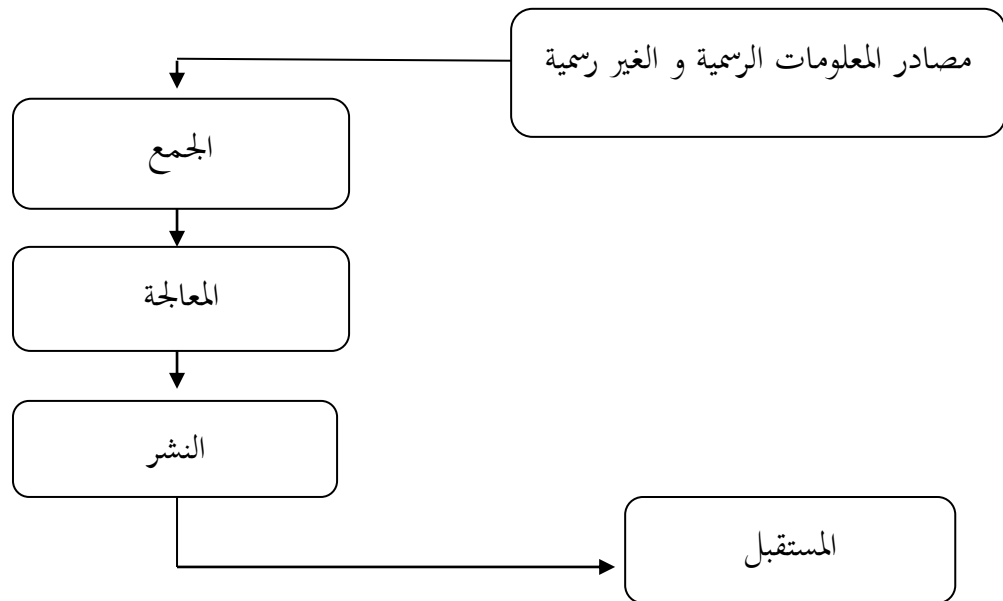 مصادر المعلومات الرسمية و الغير رسمية
الجمع
المعالجة
النشر
المستقبل